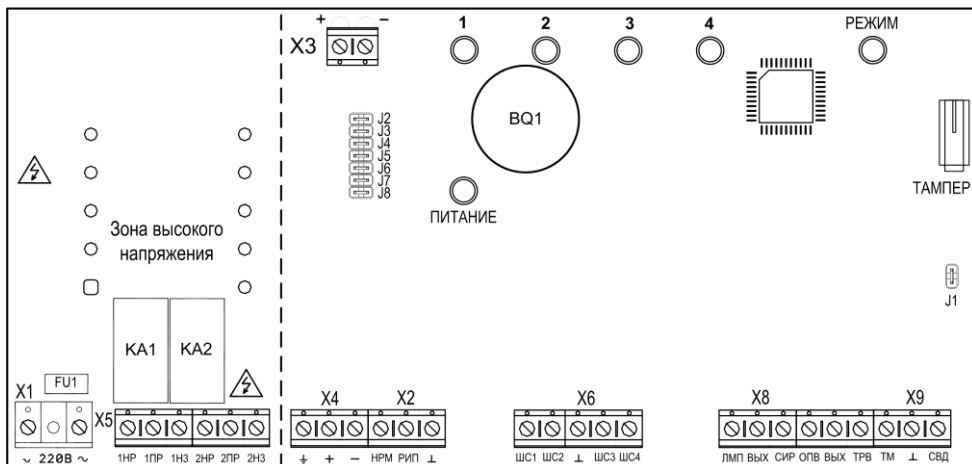 + −
X3
1 2 3 4 РЕЖИМ
J2
J3
J4
J5
J6
J7
J8
BQ1
ТАМПЕР
ПИТАНИЕ
Зона высокого
напряжения
J1
КА1 КА2
FU1
X1 X5 X4 X2 X6 X8 X9
~ 220В ~ 1НР 1ПР 1НЗ 2НР 2ПР 2НЗ ⏚ + − НРМ РИП ⊥ ШС1 ШС2 ⊥ ШС3 ШС4 ЛМП ВЫХ СИР ОПВ ВЫХ ТРВ ТМ ⊥ СВД